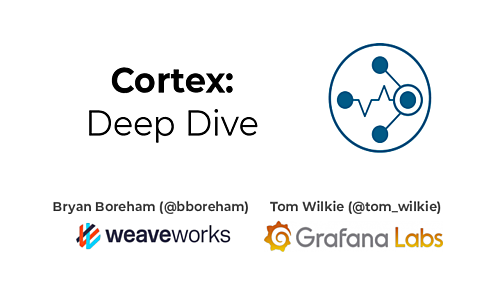 Cortex:
Deep Dive
Bryan Boreham (@bboreham)
Tom Wilkie (@tom_wilkie)
weaveworks
Grafana Labs